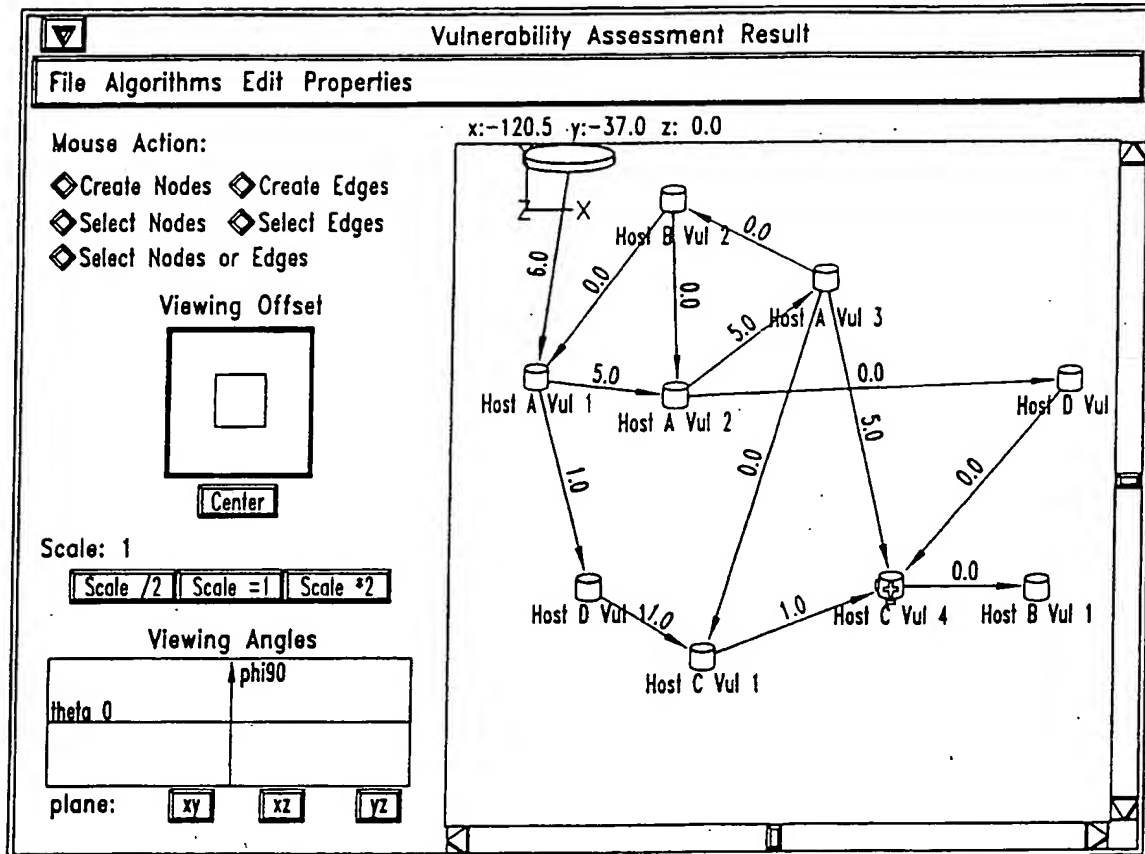 Vulnerability Assessment Result
File Algorithms Edit Properties
x:-120.5 y:-37.0 z: 0.0
Mouse Action:
Create Nodes Create Edges
Select Nodes Select Edges
Select Nodes or Edges
Viewing Offset
Center
Scale: 1
Scale /2 Scale =1 Scale *2
Viewing Angles
phi90
theta 0
plane: xy xz yz
Z X
Host B Vul 2
0.0
6.0
0.0
0.0
Host A Vul 3
5.0
0.0
Host A Vul 1
5.0
Host A Vul 2
Host D Vul
5.0
0.0
1.0
0.0
0.0
Host D Vul 1
1.0
1.0
Host C Vul 4
Host B Vul 1
Host C Vul 1